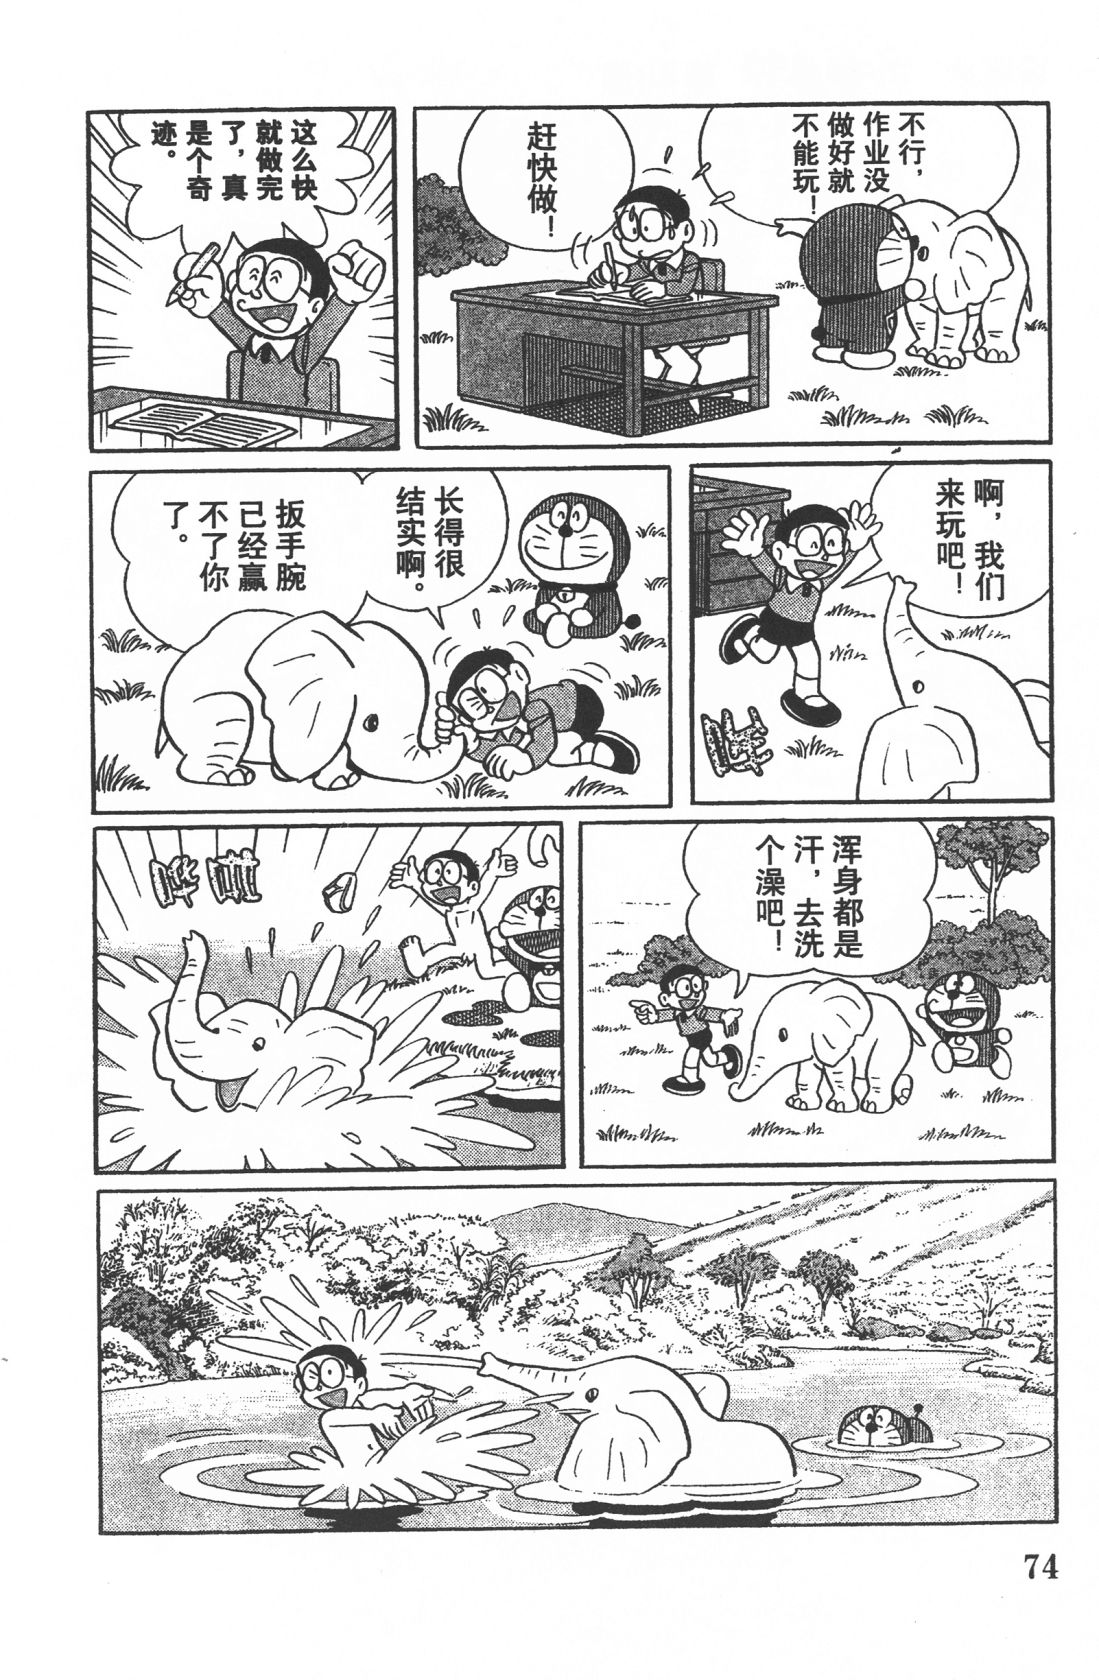 不行，
作业没
做好就
不能玩！
赶快做！
这么快
就做完
了，真
是个奇
迹。
啊，我们
来玩吧！
哇
长得很
结实啊。
扳手腕
已经赢
不了你
了。
浑身都是
汗，去洗
个澡吧！
哗啦
74